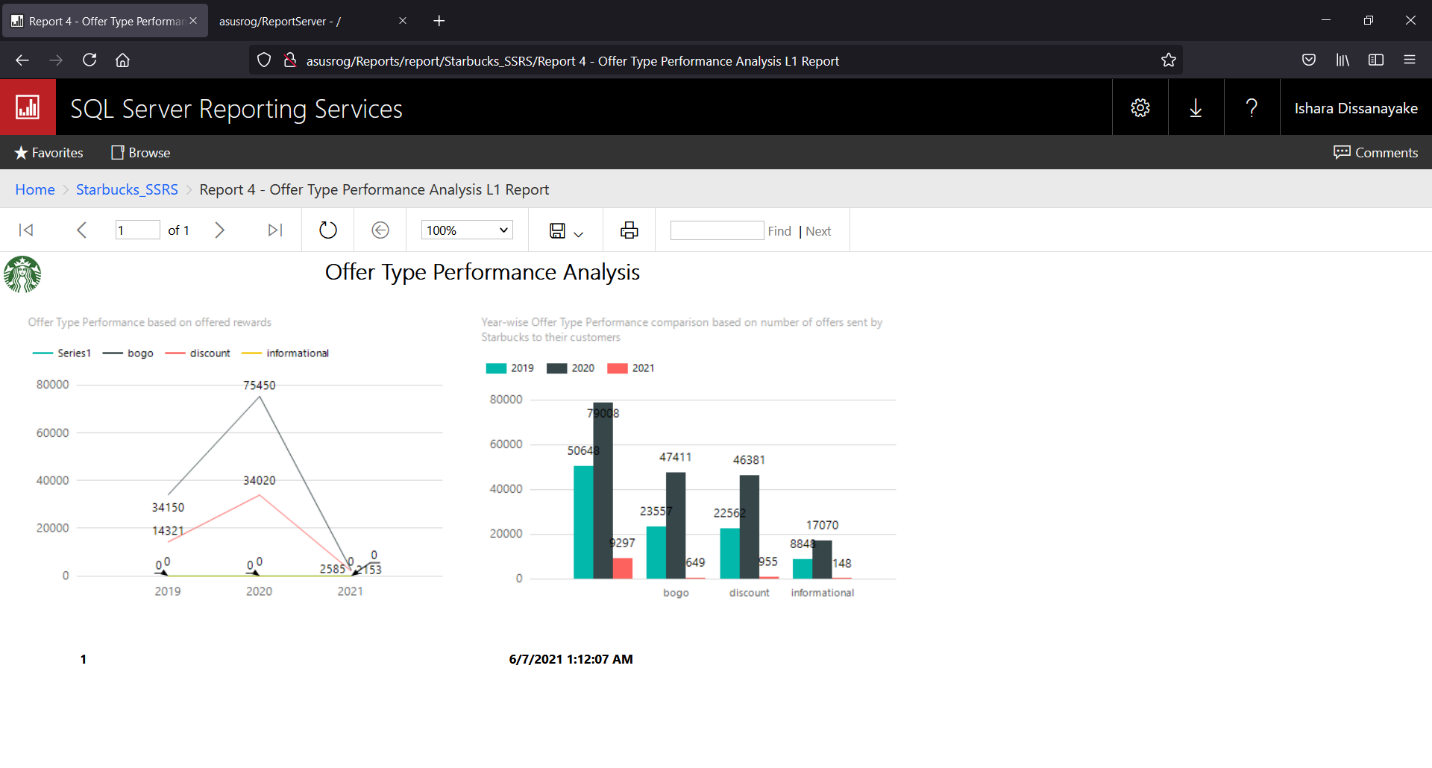 Report 4 - Offer Type Performan
asusrog/ReportServer - /
asusrog/Reports/report/Starbucks_SSRS/Report 4 - Offer Type Performance Analysis L1 Report
SQL Server Reporting Services
?
Ishara Dissanayake
Favorites
Browse
Comments
Home > Starbucks_SSRS > Report 4 - Offer Type Performance Analysis L1 Report
1 of 1
100%
Find | Next
Offer Type Performance Analysis
Offer Type Performance based on offered rewards
Series1 bogo discount informational
80000
60000
40000
20000
0
75450
34020
34150
14321
0 0
0 0
2585 0 2153
0
2019 2020 2021
Year-wise Offer Type Performance comparison based on number of offers sent by
Starbucks to their customers
2019 2020 2021
80000
60000
40000
20000
0
79008
47411
46381
23557
22562
17070
9297
649
955
148
bogo discount informational
1
6/7/2021 1:12:07 AM